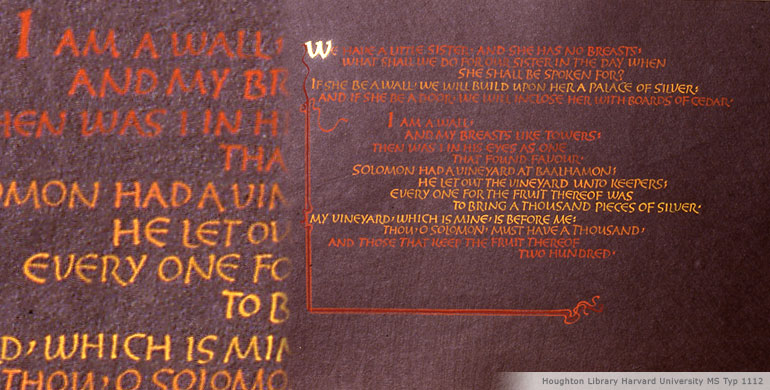 I AM A WALL;
AND MY BR
HEN WAS I IN HI
THA
OMON HAD A VIN
HE LET OU
EVERY ONE FO
TO B
D, WHICH IS MIN
THOU, O SOLOMO
WE HAVE A LITTLE SISTER; AND SHE HAS NO BREASTS;
WHAT SHALL WE DO FOR OUR SISTER IN THE DAY WHEN
SHE SHALL BE SPOKEN FOR?
IF SHE BE A WALL; WE WILL BUILD UPON HER A PALACE OF SILVER;
AND IF SHE BE A DOOR; WE WILL INCLOSE HER WITH BOARDS OF CEDAR.
I AM A WALL;
AND MY BREASTS LIKE TOWERS;
THEN WAS I IN HIS EYES AS ONE
THAT FOUND FAVOUR.
SOLOMON HAD A VINEYARD AT BAALHAMON;
HE LET OUT THE VINEYARD UNTO KEEPERS;
EVERY ONE FOR THE FRUIT THEREOF WAS
TO BRING A THOUSAND PIECES OF SILVER.
MY VINEYARD, WHICH IS MINE, IS BEFORE ME;
THOU, O SOLOMON, MUST HAVE A THOUSAND,
AND THOSE THAT KEEP THE FRUIT THEREOF
TWO HUNDRED.
Houghton Library Harvard University MS Typ 1112